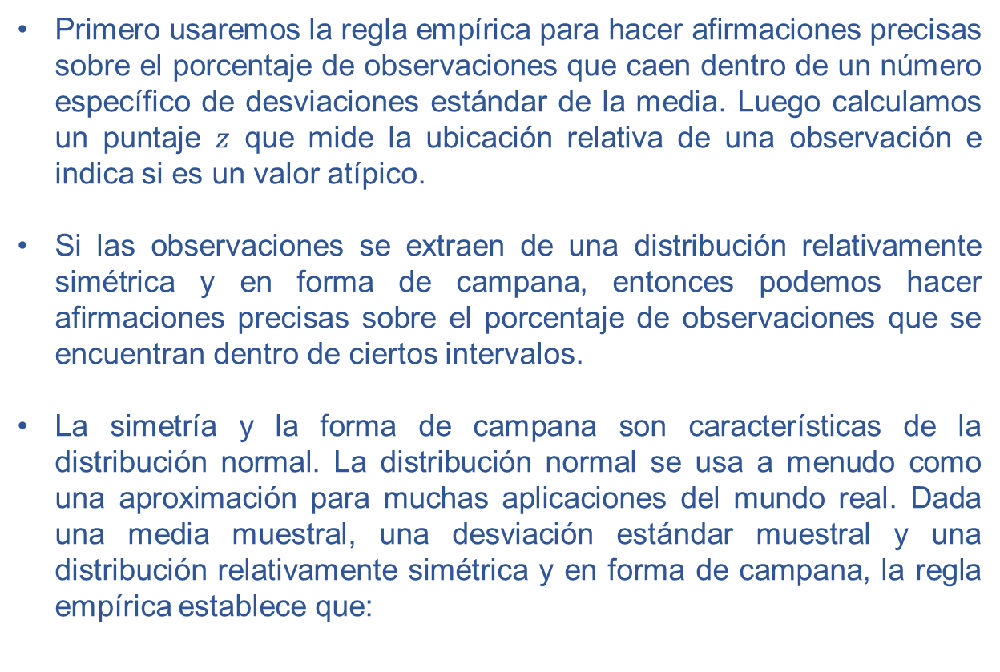 • Primero usaremos la regla empírica para hacer afirmaciones precisas
sobre el porcentaje de observaciones que caen dentro de un número
específico de desviaciones estándar de la media. Luego calculamos
un puntaje z que mide la ubicación relativa de una observación e
indica si es un valor atípico.
• Si las observaciones se extraen de una distribución relativamente
simétrica y en forma de campana, entonces podemos hacer
afirmaciones precisas sobre el porcentaje de observaciones que se
encuentran dentro de ciertos intervalos.
• La simetría y la forma de campana son características de la
distribución normal. La distribución normal se usa a menudo como
una aproximación para muchas aplicaciones del mundo real. Dada
una media muestral, una desviación estándar muestral y una
distribución relativamente simétrica y en forma de campana, la regla
empírica establece que: